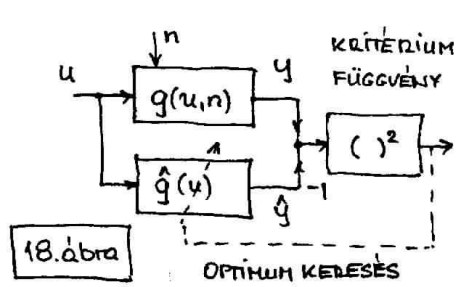 n
KRITÉRIUM
FÜGGVÉNY
u
g(u,n)
y
( )²
ĝ(u)
ŷ
-1
18. ábra
OPTIMUM KERESÉS